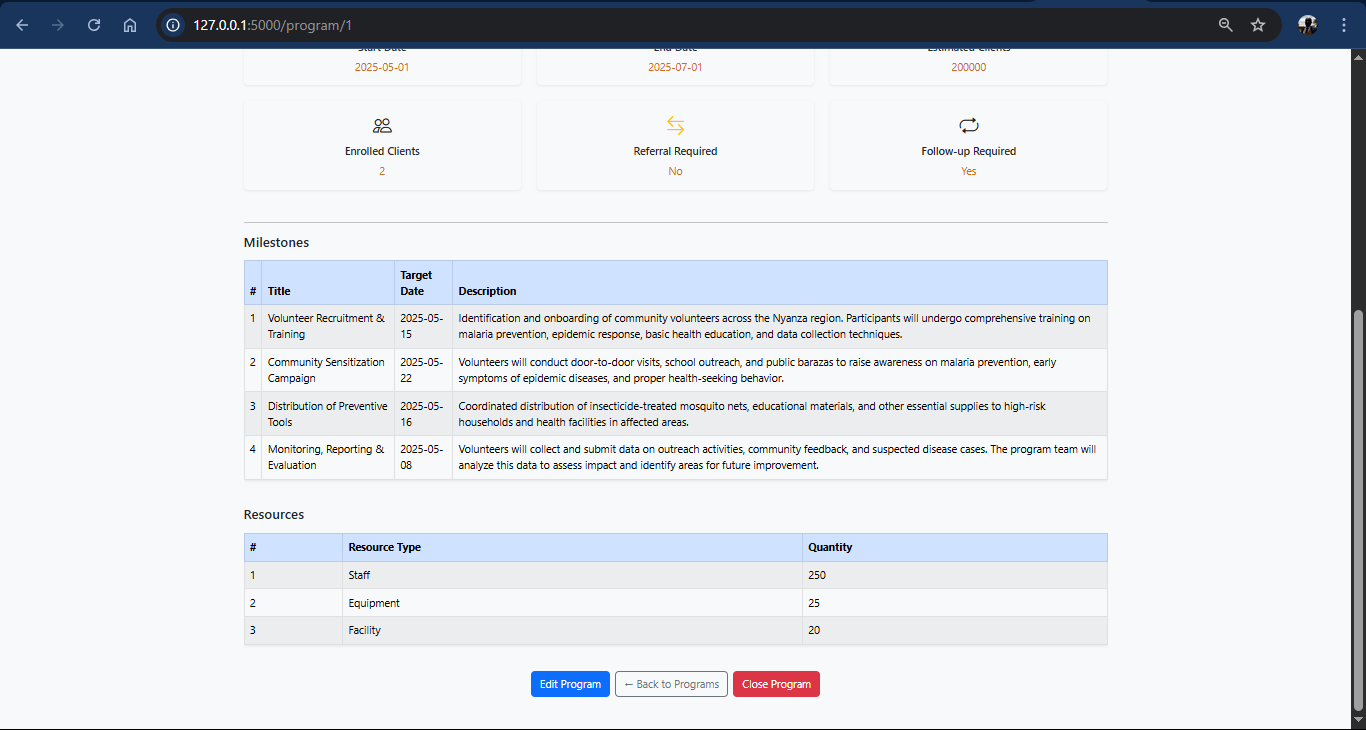 127.0.0.1:5000/program/1
Start Date End Date Estimated Clients
2025-05-01 2025-07-01 200000
Enrolled Clients Referral Required Follow-up Required
2 No Yes
Milestones
# Title Target Date Description
1 Volunteer Recruitment & Training 2025-05-15 Identification and onboarding of community volunteers across the Nyanza region. Participants will undergo comprehensive training on
malaria prevention, epidemic response, basic health education, and data collection techniques.
2 Community Sensitization Campaign 2025-05-22 Volunteers will conduct door-to-door visits, school outreach, and public barazas to raise awareness on malaria prevention, early
symptoms of epidemic diseases, and proper health-seeking behavior.
3 Distribution of Preventive Tools 2025-05-16 Coordinated distribution of insecticide-treated mosquito nets, educational materials, and other essential supplies to high-risk
households and health facilities in affected areas.
4 Monitoring, Reporting & Evaluation 2025-05-08 Volunteers will collect and submit data on outreach activities, community feedback, and suspected disease cases. The program team will
analyze this data to assess impact and identify areas for future improvement.
Resources
# Resource Type Quantity
1 Staff 250
2 Equipment 25
3 Facility 20
Edit Program ← Back to Programs Close Program